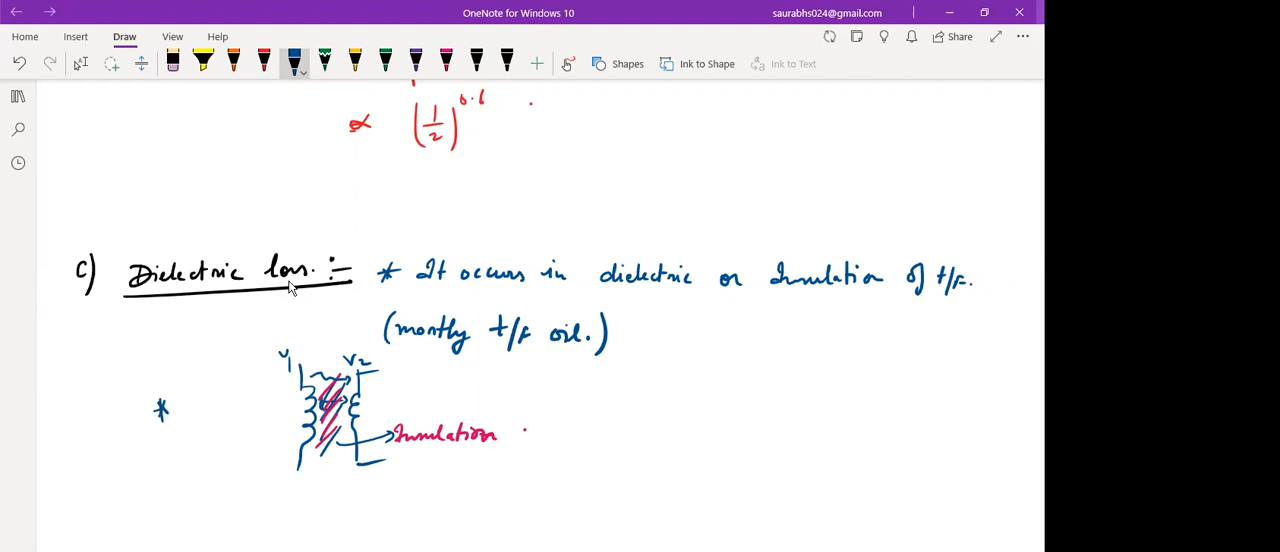 OneNote for Windows 10
saurabhs024@gmail.com
Home Insert Draw View Help
Share
Shapes
Ink to Shape
Ink to Text
∝ (1/2)^0.6
c) Dielectric loss :- * It occurs in dielectric or Insulation of t/f.
(mostly t/f oil.)
V1 V2
*
Insulation